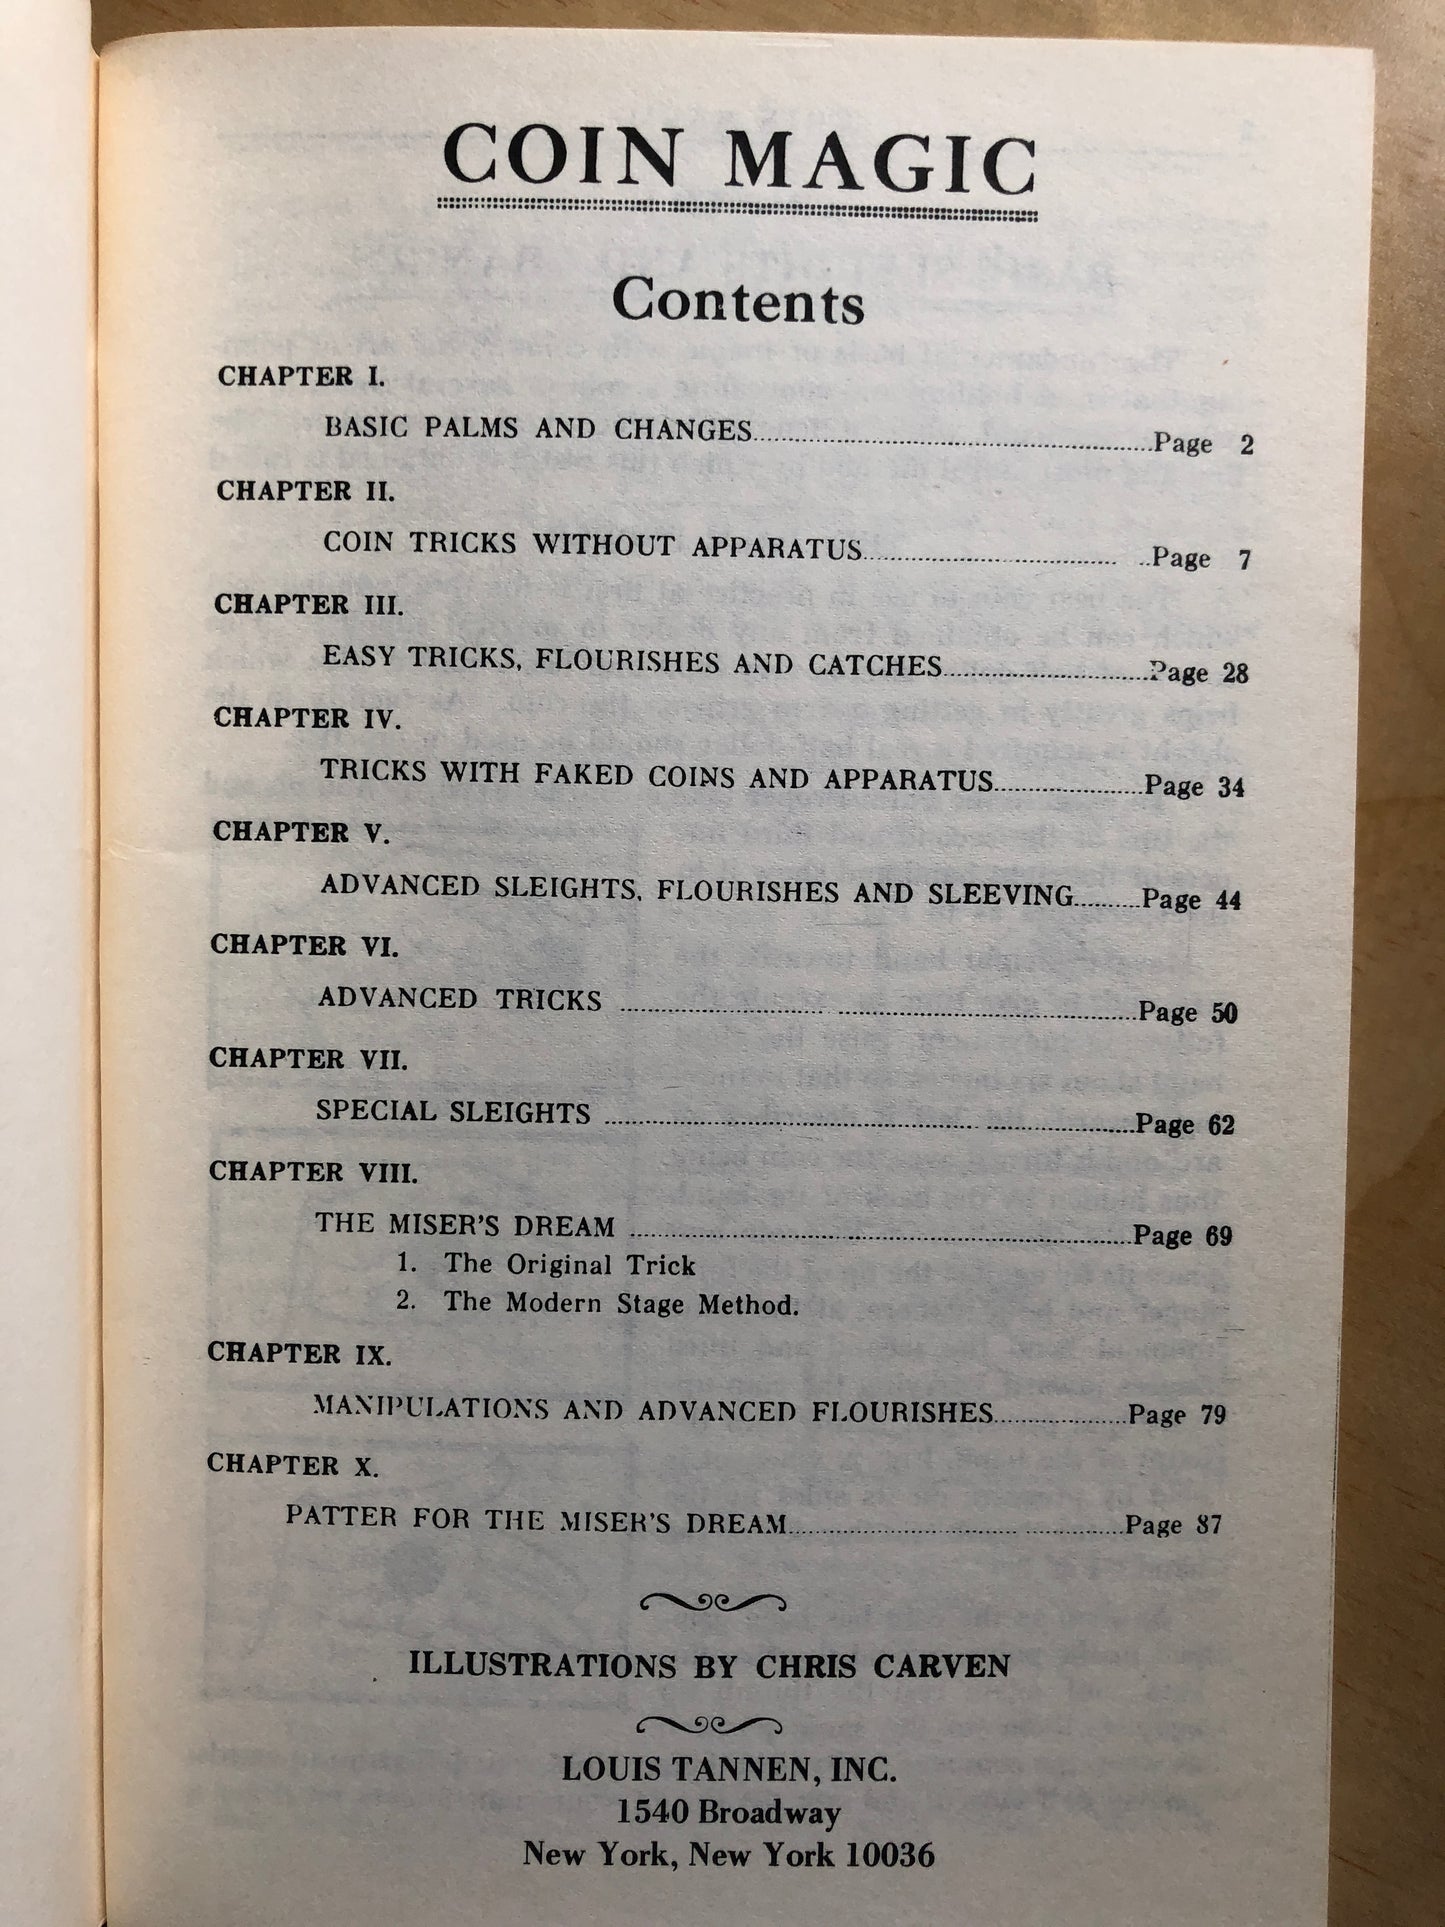 COIN MAGIC
Contents
CHAPTER I.
BASIC PALMS AND CHANGES..........Page 2
CHAPTER II.
COIN TRICKS WITHOUT APPARATUS..........Page 7
CHAPTER III.
EASY TRICKS, FLOURISHES AND CATCHES..........Page 28
CHAPTER IV.
TRICKS WITH FAKED COINS AND APPARATUS..........Page 34
CHAPTER V.
ADVANCED SLEIGHTS, FLOURISHES AND SLEEVING..........Page 44
CHAPTER VI.
ADVANCED TRICKS ..........Page 50
CHAPTER VII.
SPECIAL SLEIGHTS ..........Page 62
CHAPTER VIII.
THE MISER'S DREAM ..........Page 69
1. The Original Trick
2. The Modern Stage Method.
CHAPTER IX.
MANIPULATIONS AND ADVANCED FLOURISHES..........Page 79
CHAPTER X.
PATTER FOR THE MISER'S DREAM..........Page 87
ILLUSTRATIONS BY CHRIS CARVEN
LOUIS TANNEN, INC.
1540 Broadway
New York, New York 10036